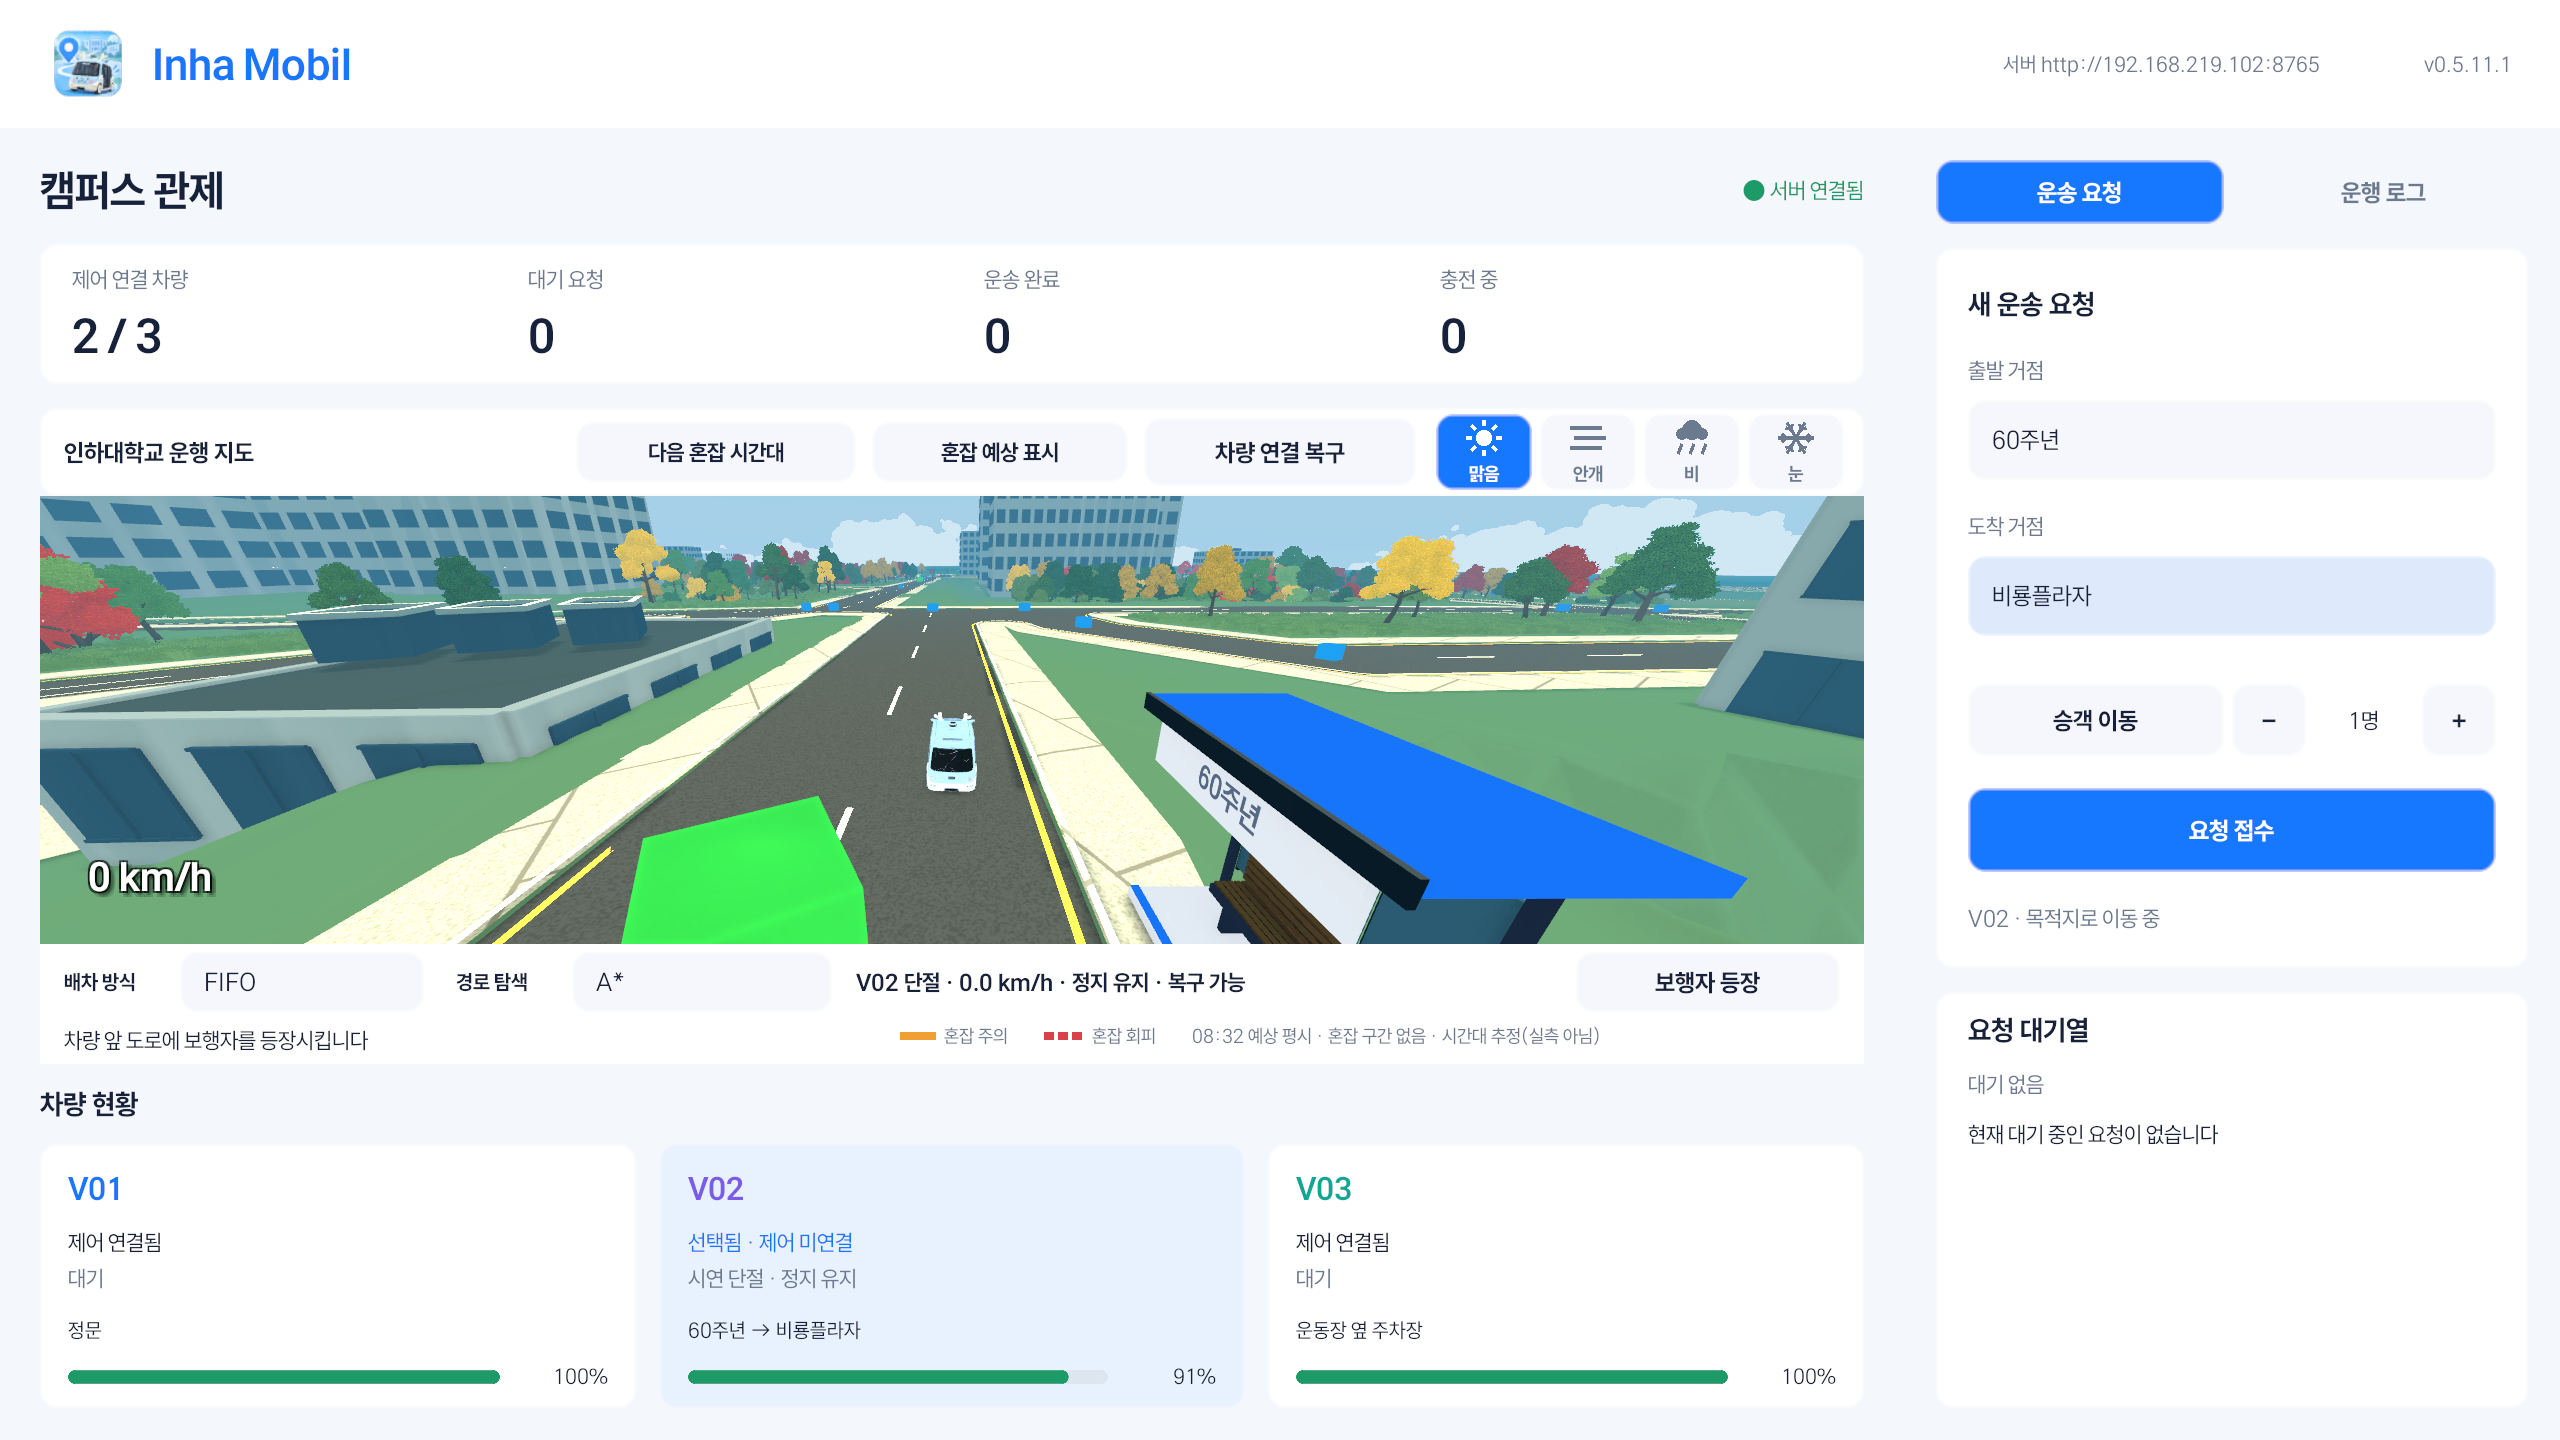 Inha Mobil
서버 http://192.168.219.102:8765
v0.5.11.1
캠퍼스 관제
서버 연결됨
운송 요청
운행 로그
제어 연결 차량
대기 요청
운송 완료
충전 중
2 / 3
0
0
0
인하대학교 운행 지도
다음 혼잡 시간대
혼잡 예상 표시
차량 연결 복구
맑음
안개
비
눈
60주년
0 km/h
배차 방식
FIFO
경로 탐색
A*
V02 단절 · 0.0 km/h · 정지 유지 · 복구 가능
보행자 등장
차량 앞 도로에 보행자를 등장시킵니다
혼잡 주의
혼잡 회피
08:32 예상 평시 · 혼잡 구간 없음 · 시간대 추정(실측 아님)
차량 현황
V01
제어 연결됨
대기
정문
100%
V02
선택됨 · 제어 미연결
시연 단절 · 정지 유지
60주년 → 비룡플라자
91%
V03
제어 연결됨
대기
운동장 옆 주차장
100%
새 운송 요청
출발 거점
60주년
도착 거점
비룡플라자
승객 이동
−
1명
+
요청 접수
V02 · 목적지로 이동 중
요청 대기열
대기 없음
현재 대기 중인 요청이 없습니다